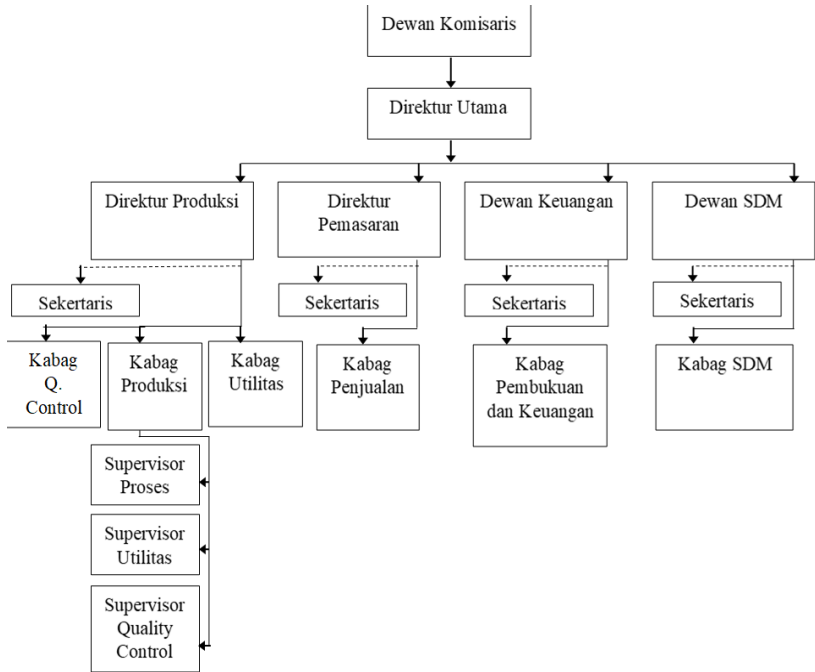 Dewan Komisaris
Direktur Utama
Direktur Produksi
Direktur
Pemasaran
Dewan Keuangan
Dewan SDM
Sekertaris
Sekertaris
Sekertaris
Sekertaris
Kabag
Q.
Control
Kabag
Produksi
Kabag
Utilitas
Kabag
Penjualan
Kabag
Pembukuan
dan Keuangan
Kabag SDM
Supervisor
Proses
Supervisor
Utilitas
Supervisor
Quality
Control